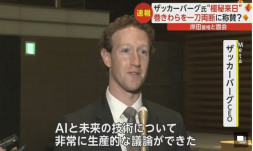 速報
ザッカーバーグ氏“極秘来日”
巻きわらを一刀両断に称賛?
岸田首相と面会
Meta
ザッカーバーグCEO
AIと未来の技術について
非常に生産的な議論ができた